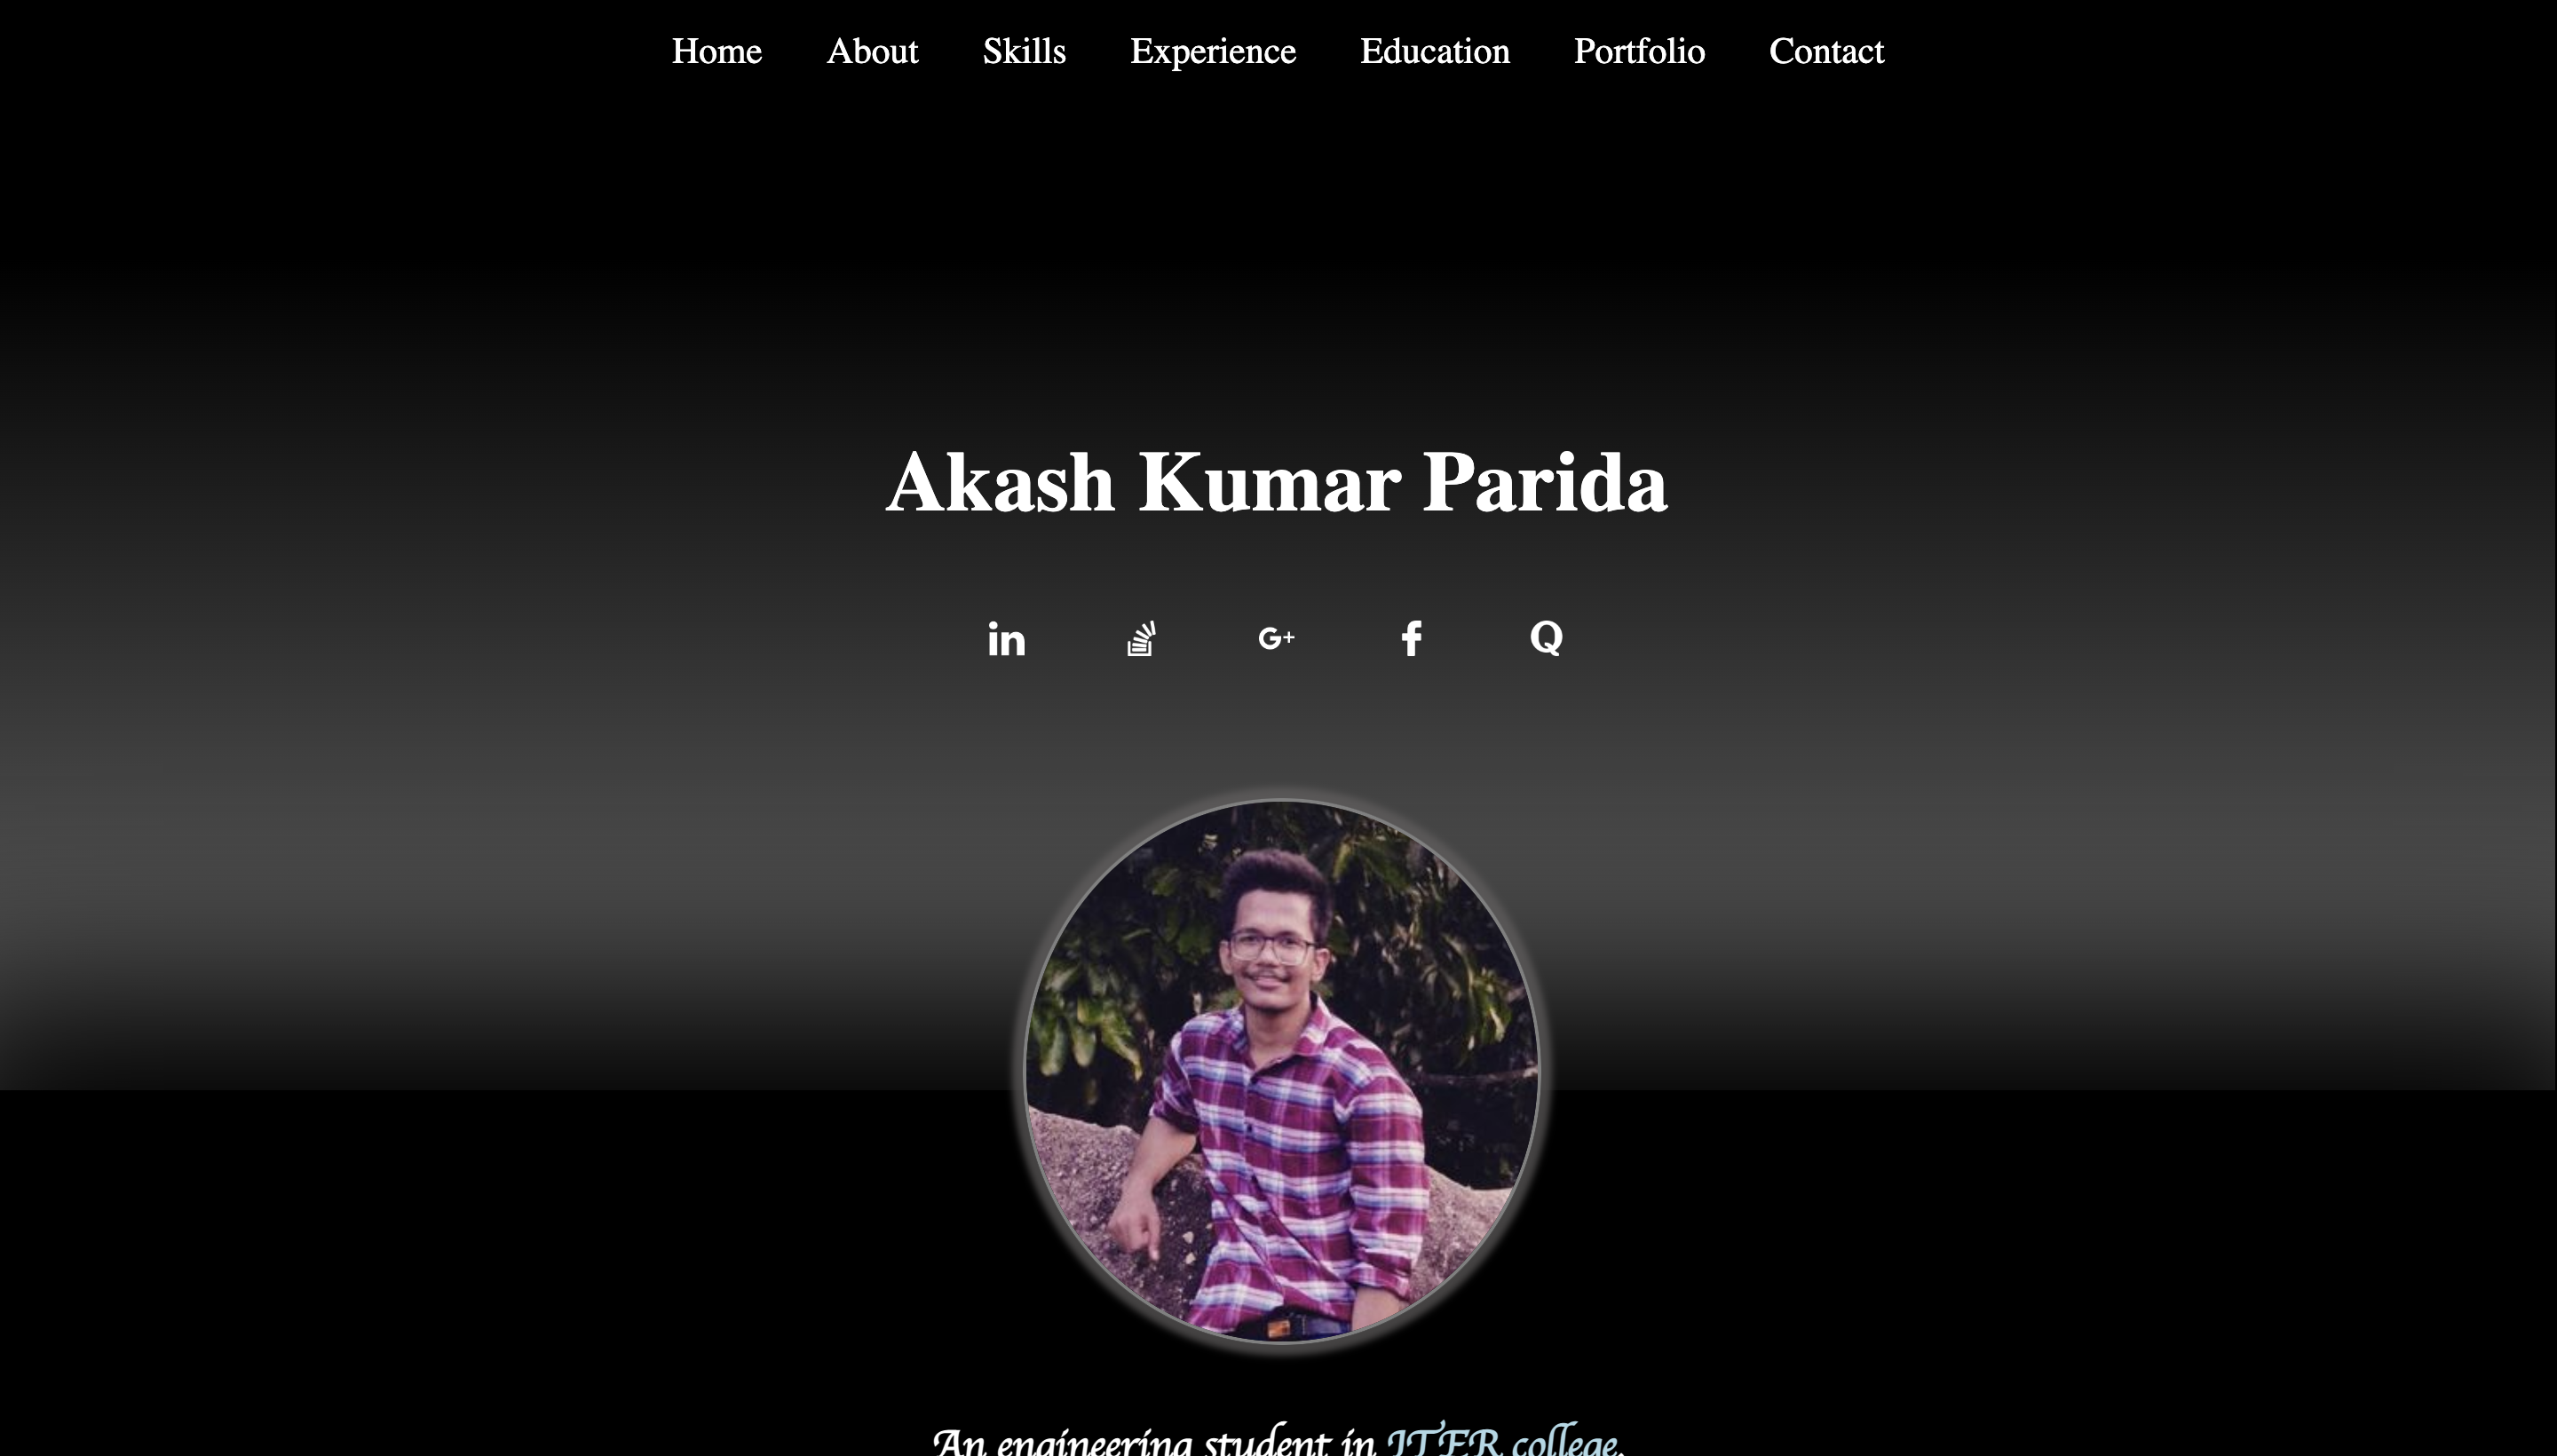 Home About Skills Experience Education Portfolio Contact
Akash Kumar Parida
in G+ f Q
An engineering student in ITER college.